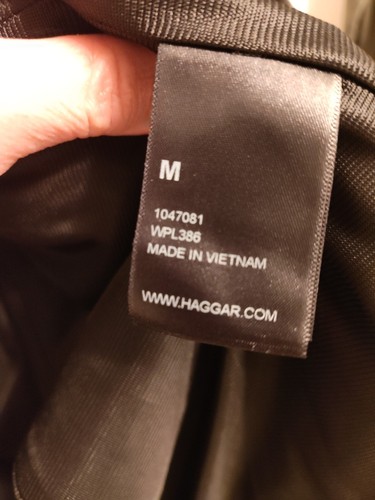 M
1047081
WPL386
MADE IN VIETNAM
WWW.HAGGAR.COM